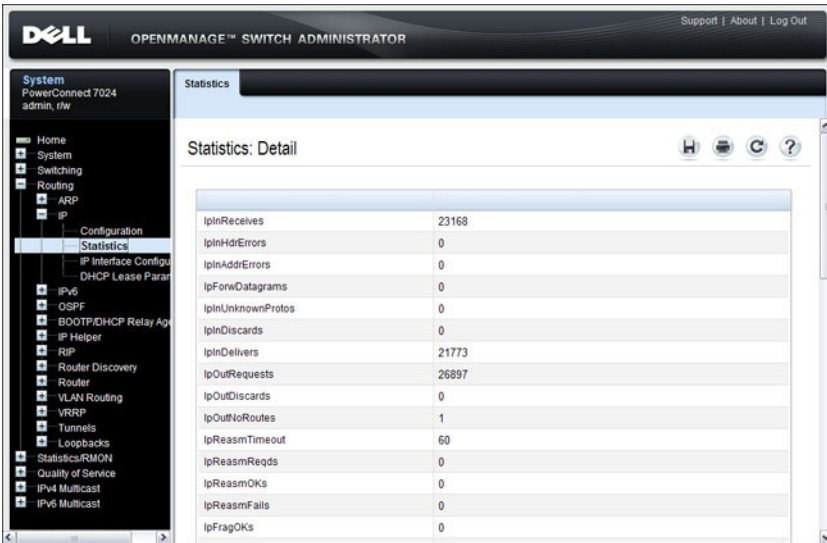 Support | About | Log Out
DELL OPENMANAGE™ SWITCH ADMINISTRATOR
System
PowerConnect 7024
admin, r/w
Statistics
Home
System
Switching
Routing
ARP
IP
Configuration
Statistics
IP Interface Configu
DHCP Lease Param
IPv6
OSPF
BOOTP/DHCP Relay Age
IP Helper
RIP
Router Discovery
Router
VLAN Routing
VRRP
Tunnels
Loopbacks
Statistics/RMON
Quality of Service
IPv4 Multicast
IPv6 Multicast
Statistics: Detail
IpInReceives 23168
IpInHdrErrors 0
IpInAddrErrors 0
IpForwDatagrams 0
IpInUnknownProtos 0
IpInDiscards 0
IpInDelivers 21773
IpOutRequests 26897
IpOutDiscards 0
IpOutNoRoutes 1
IpReasmTimeout 60
IpReasmReqds 0
IpReasmOKs 0
IpReasmFails 0
IpFragOKs 0